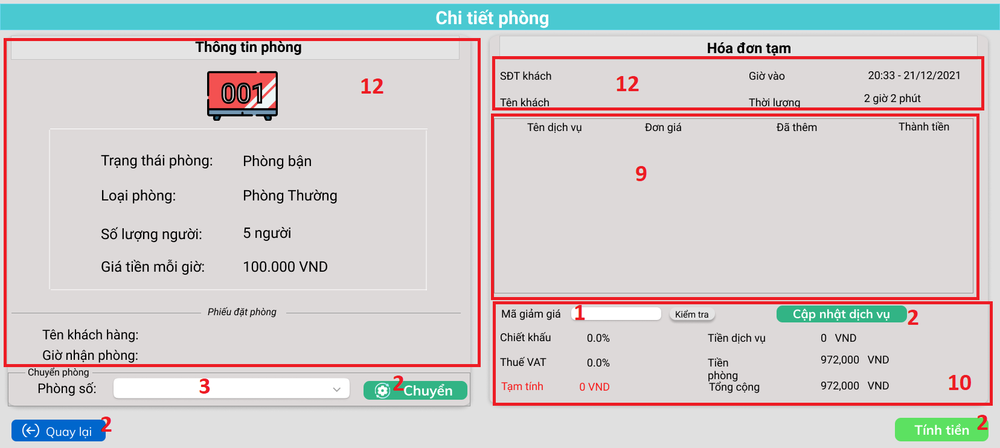 Chi tiết phòng
Thông tin phòng
001
12
Trạng thái phòng: Phòng bận
Loại phòng: Phòng Thường
Số lượng người: 5 người
Giá tiền mỗi giờ: 100.000 VND
Phiếu đặt phòng
Tên khách hàng:
Giờ nhận phòng:
Chuyển phòng
Phòng số: 3 2 Chuyển
Quay lại 2
Hóa đơn tạm
SĐT khách 12 Giờ vào 20:33 - 21/12/2021
Tên khách Thời lượng 2 giờ 2 phút
Tên dịch vụ Đơn giá Đã thêm Thành tiền
9
Mã giảm giá 1 Kiểm tra Cập nhật dịch vụ 2
Chiết khấu 0.0% Tiền dịch vụ 0 VND
Thuế VAT 0.0% Tiền 972,000 VND
phòng
Tạm tính 0 VND Tổng cộng 972,000 VND 10
Tính tiền 2